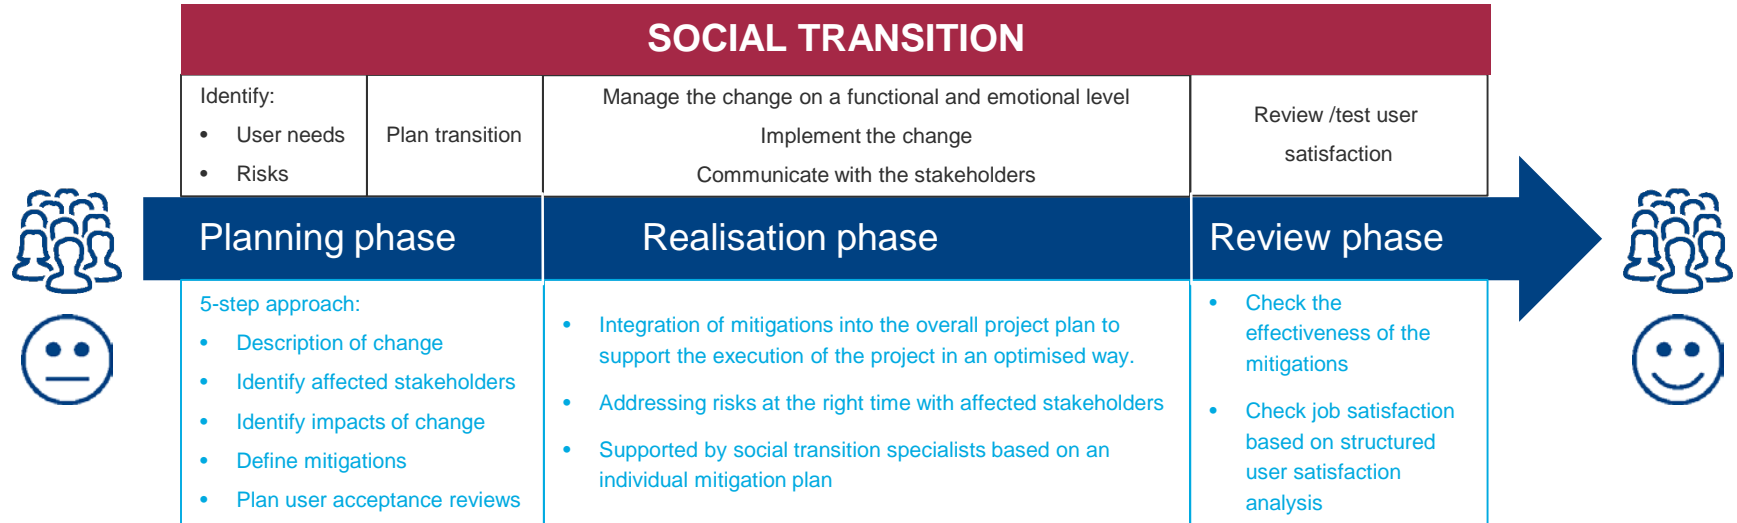 SOCIAL TRANSITION
Identify:
• User needs
• Risks
Plan transition
Manage the change on a functional and emotional level
Implement the change
Communicate with the stakeholders
Review /test user
satisfaction
Planning phase
Realisation phase
Review phase
5-step approach:
• Description of change
• Identify affected stakeholders
• Identify impacts of change
• Define mitigations
• Plan user acceptance reviews
• Integration of mitigations into the overall project plan to
support the execution of the project in an optimised way.
• Addressing risks at the right time with affected stakeholders
• Supported by social transition specialists based on an
individual mitigation plan
• Check the
effectiveness of the
mitigations
• Check job satisfaction
based on structured
user satisfaction
analysis